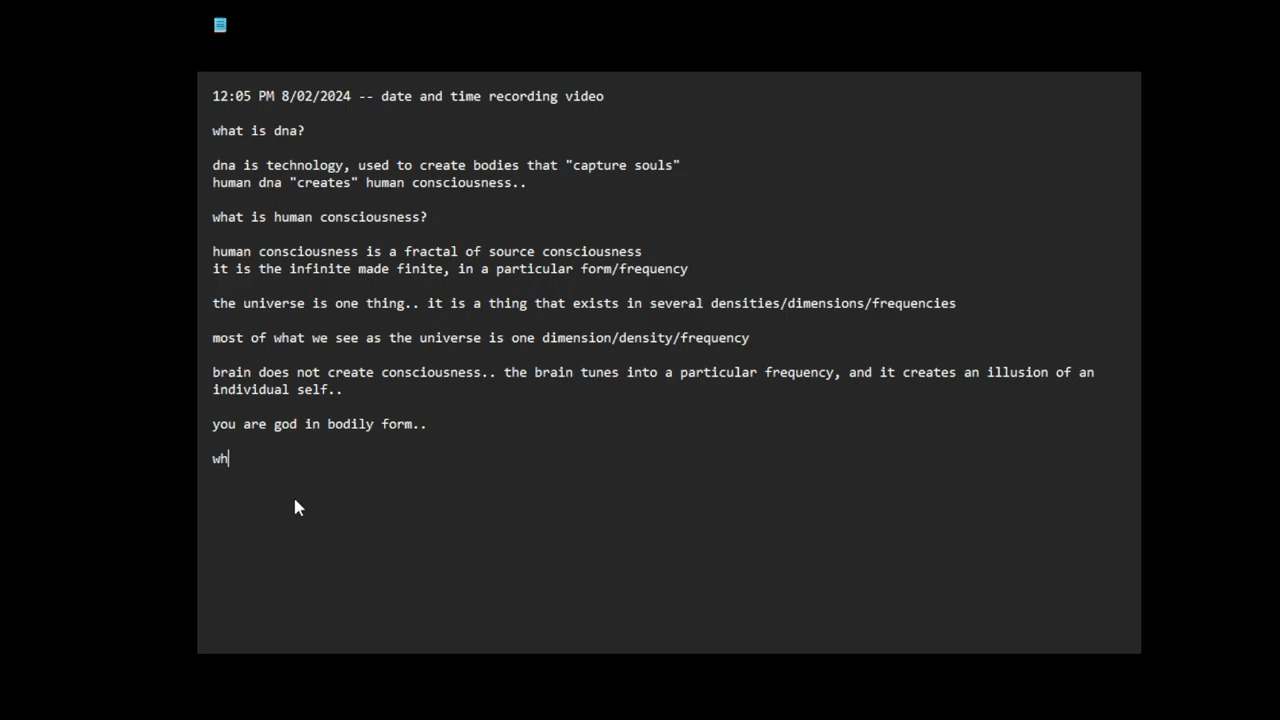 12:05 PM 8/02/2024 -- date and time recording video
what is dna?
dna is technology, used to create bodies that "capture souls"
human dna "creates" human consciousness..
what is human consciousness?
human consciousness is a fractal of source consciousness
it is the infinite made finite, in a particular form/frequency
the universe is one thing.. it is a thing that exists in several densities/dimensions/frequencies
most of what we see as the universe is one dimension/density/frequency
brain does not create consciousness.. the brain tunes into a particular frequency, and it creates an illusion of an
individual self..
you are god in bodily form..
wh